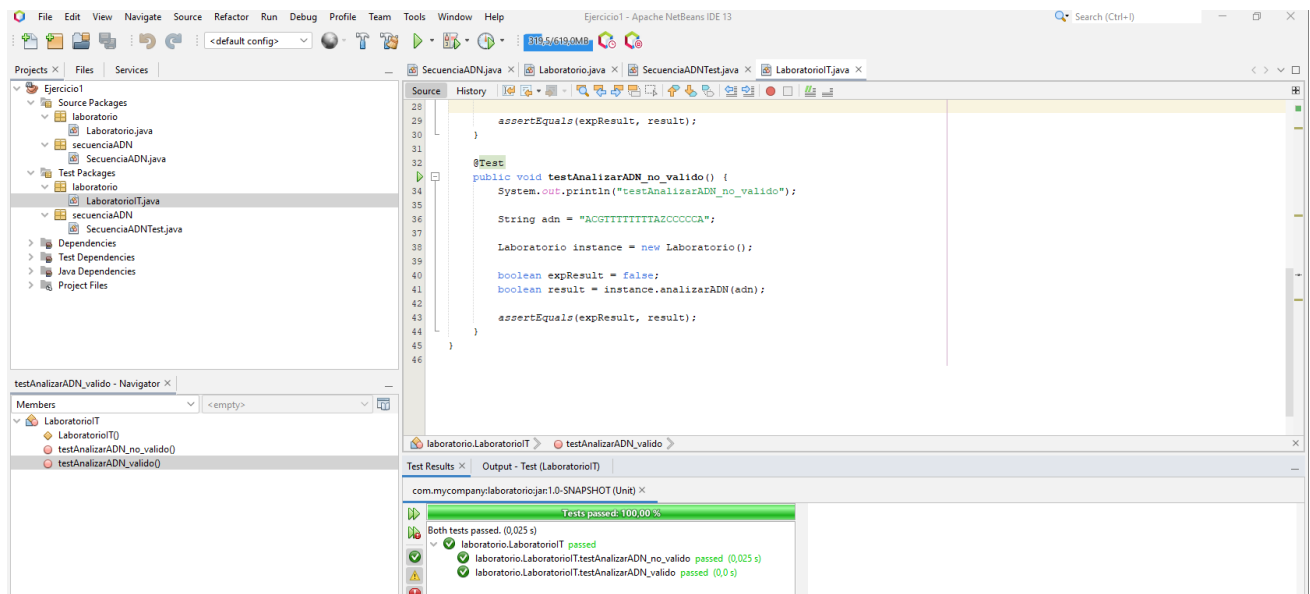 File Edit View Navigate Source Refactor Run Debug Profile Team Tools Window Help
Ejercicio1 - Apache NetBeans IDE 13
Search (Ctrl+I)
<default config>
319,5/619,0MB
Projects
Files
Services
SecuenciaADN.java
Laboratorio.java
SecuenciaADNTest.java
LaboratorioIT.java
Ejercicio1
Source Packages
laboratorio
Laboratorio.java
secuenciaADN
SecuenciaADN.java
Test Packages
laboratorio
LaboratorioIT.java
secuenciaADN
SecuenciaADNTest.java
Dependencies
Test Dependencies
Java Dependencies
Project Files
Source History
28
29 assertEquals(expResult, result);
30 }
31
32 @Test
public void testAnalizarADN_no_valido() {
34 System.out.println("testAnalizarADN_no_valido");
35
36 String adn = "ACGTTTTTTTTAZCCCCCA";
37
38 Laboratorio instance = new Laboratorio();
39
40 boolean expResult = false;
41 boolean result = instance.analizarADN(adn);
42
43 assertEquals(expResult, result);
44 }
45 }
46
testAnalizarADN_valido - Navigator
Members
<empty>
LaboratorioIT
LaboratorioIT()
testAnalizarADN_no_valido()
testAnalizarADN_valido()
laboratorio.LaboratorioIT
testAnalizarADN_valido
Test Results
Output - Test (LaboratorioIT)
com.mycompany:laboratorio:jar:1.0-SNAPSHOT (Unit)
Tests passed: 100,00 %
Both tests passed. (0,025 s)
laboratorio.LaboratorioIT passed
laboratorio.LaboratorioIT.testAnalizarADN_no_valido passed (0,025 s)
laboratorio.LaboratorioIT.testAnalizarADN_valido passed (0,0 s)